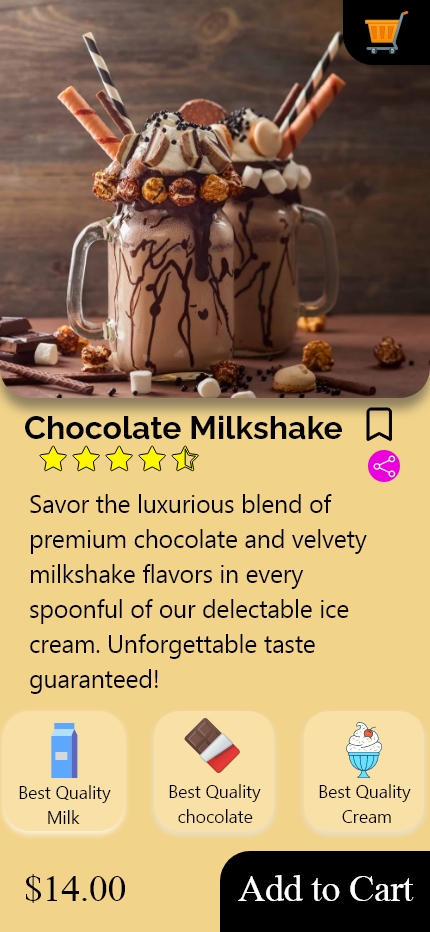 Chocolate Milkshake
Savor the luxurious blend of
premium chocolate and velvety
milkshake flavors in every
spoonful of our delectable ice
cream. Unforgettable taste
guaranteed!
Best Quality
Milk
Best Quality
chocolate
Best Quality
Cream
$14.00
Add to Cart